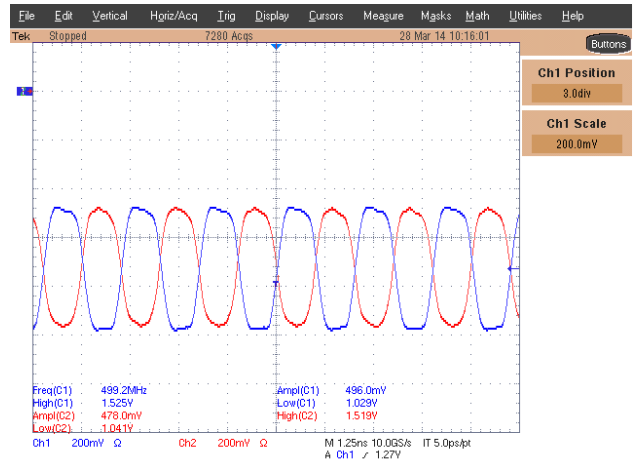 File Edit Vertical Horiz/Acq Trig Display Cursors Measure Masks Math Utilities Help
Tek Stopped 7280 Acqs 28 Mar 14 10:16:01
Buttons
Ch1 Position
3.0div
Ch1 Scale
200.0mV
Freq(C1) 499.2MHz Ampl(C1) 496.0mV
High(C1) 1.525V Low(C1) 1.029V
Ampl(C2) 478.0mV High(C2) 1.519V
Low(C2) 1.041V
Ch1 200mV Ω Ch2 200mV Ω M 1.25ns 10.0GS/s IT 5.0ps/pt
A Ch1 ∕ 1.27V